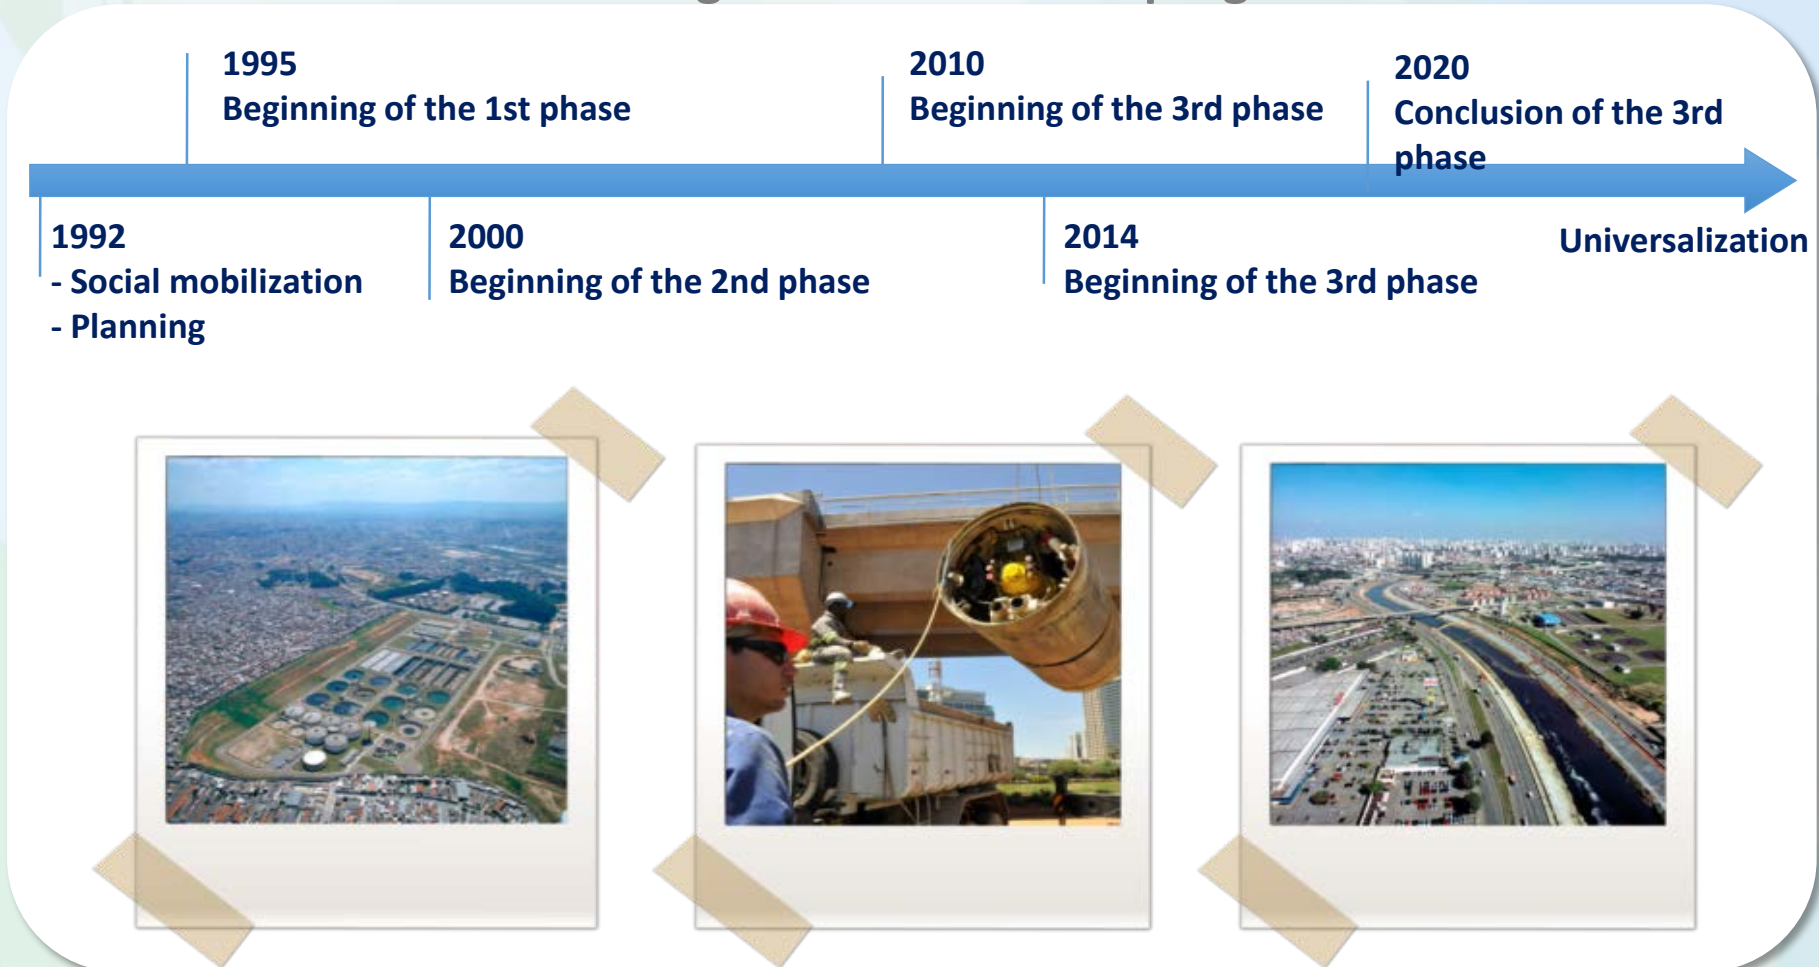 1995
Beginning of the 1st phase
2010
Beginning of the 3rd phase
2020
Conclusion of the 3rd
phase
1992
- Social mobilization
- Planning
2000
Beginning of the 2nd phase
2014
Beginning of the 3rd phase
Universalization